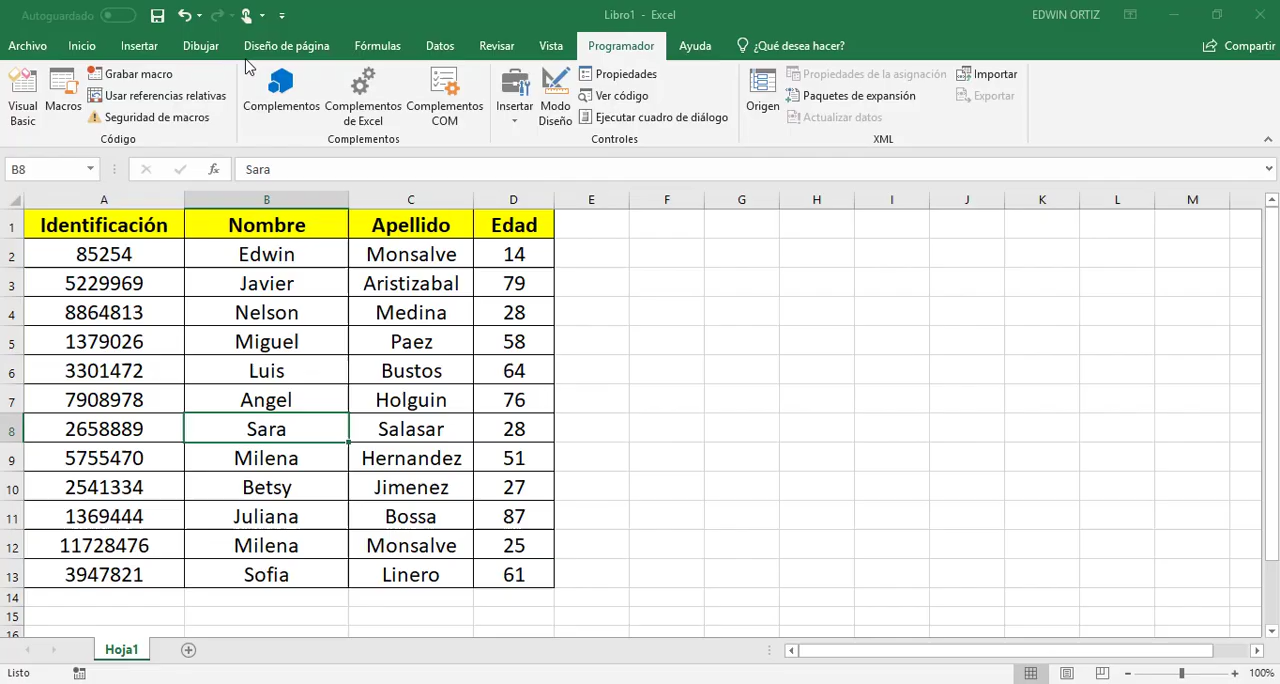 Autoguardado
Libro1 - Excel
EDWIN ORTIZ
Archivo Inicio Insertar Dibujar Diseño de página Fórmulas Datos Revisar Vista Programador Ayuda ¿Qué desea hacer? Compartir
Visual Basic
Macros
Grabar macro
Usar referencias relativas
Seguridad de macros
Código
Complementos
Complementos de Excel
Complementos COM
Complementos
Insertar
Modo Diseño
Propiedades
Ver código
Ejecutar cuadro de diálogo
Controles
Origen
Propiedades de la asignación
Paquetes de expansión
Actualizar datos
Importar
Exportar
XML
B8 fx Sara
A B C D E F G H I J K L M
1 Identificación Nombre Apellido Edad
2 85254 Edwin Monsalve 14
3 5229969 Javier Aristizabal 79
4 8864813 Nelson Medina 28
5 1379026 Miguel Paez 58
6 3301472 Luis Bustos 64
7 7908978 Angel Holguin 76
8 2658889 Sara Salasar 28
9 5755470 Milena Hernandez 51
10 2541334 Betsy Jimenez 27
11 1369444 Juliana Bossa 87
12 11728476 Milena Monsalve 25
13 3947821 Sofia Linero 61
14
15
16
Hoja1
Listo
100%